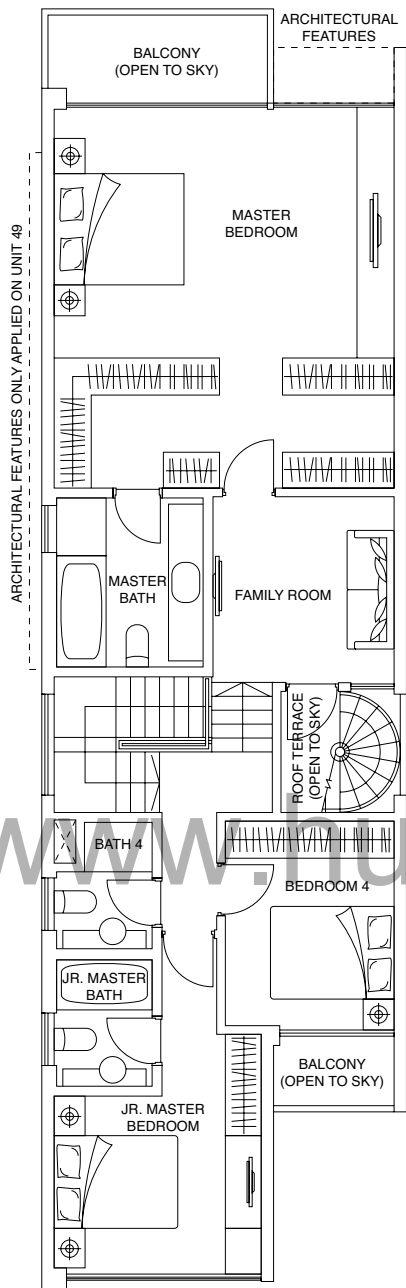 ARCHITECTURAL
FEATURES
BALCONY
(OPEN TO SKY)
MASTER
BEDROOM
ARCHITECTURAL FEATURES ONLY APPLIED ON UNIT 49
MASTER
BATH
FAMILY ROOM
ROOF TERRACE
(OPEN TO SKY)
www.hu
BATH 4
BEDROOM 4
JR. MASTER
BATH
BALCONY
(OPEN TO SKY)
JR. MASTER
BEDROOM